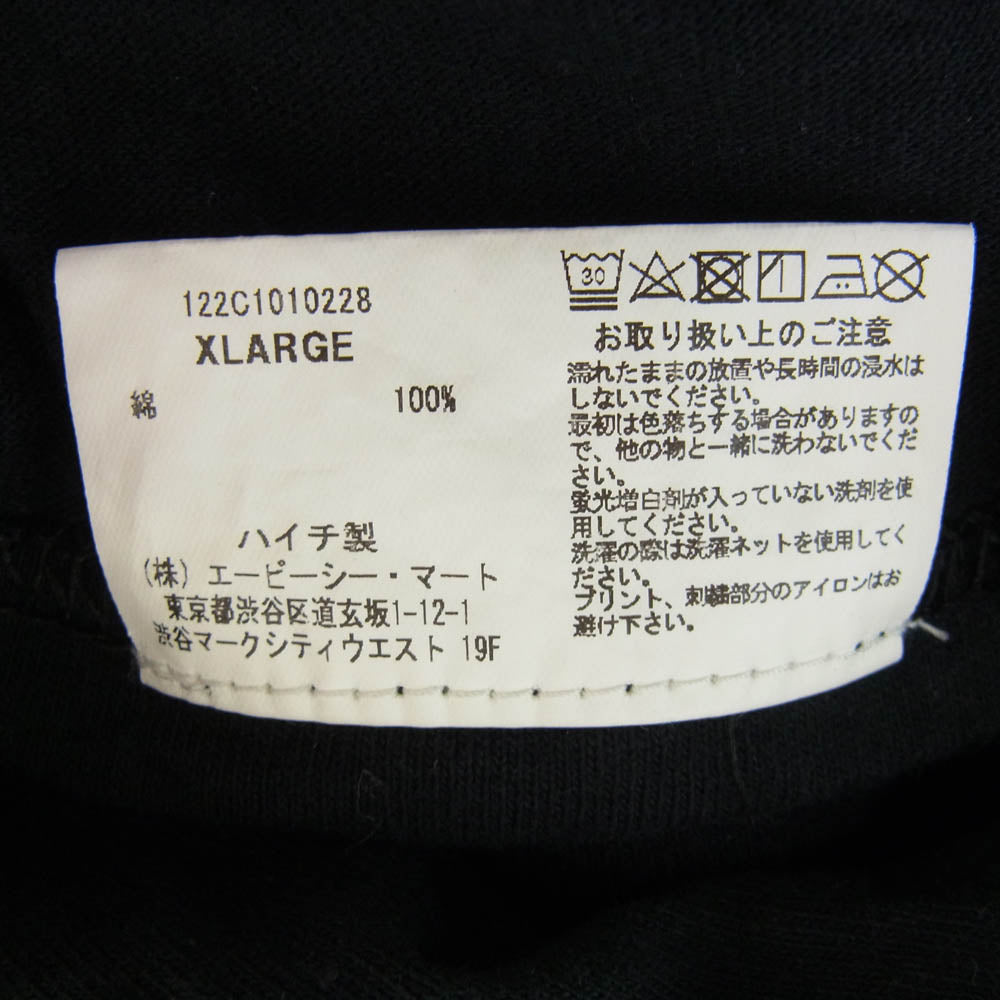 122C1010228
XLARGE
綿 100%
ハイチ製
(株) エーピーシー・マート
東京都渋谷区道玄坂1-12-1
渋谷マークシティウエスト 19F
30
お取り扱い上のご注意
濡れたままの放置や長時間の浸水は
しないでください。
最初は色落ちする場合がありますの
で、他の物と一緒に洗わないでくだ
さい。
蛍光増白剤が入っていない洗剤を使
用してください。
洗濯の際は洗濯ネットを使用してく
ださい。
プリント、刺繍部分のアイロンはお
避け下さい。